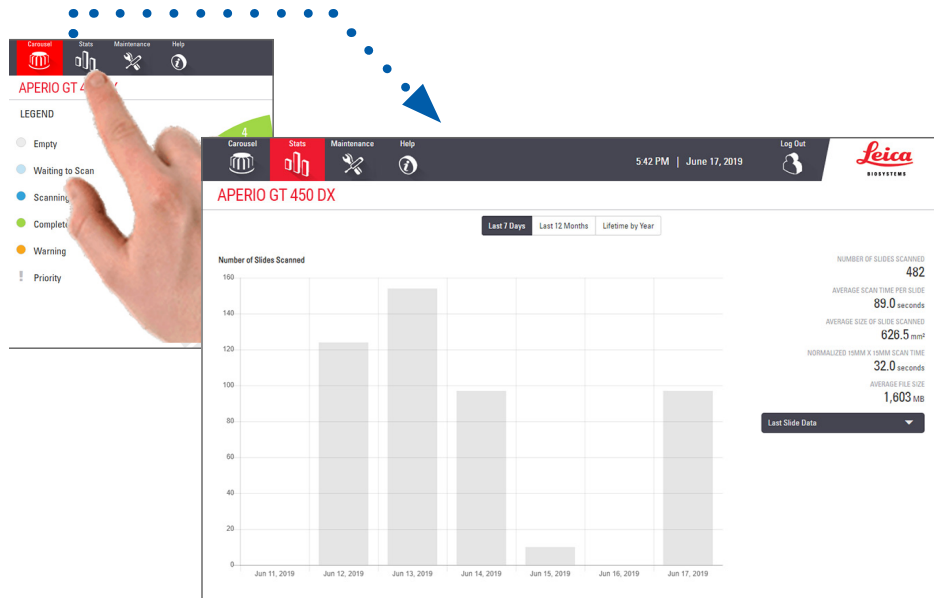 Carousel Stats Maintenance Help
APERIO GT 4
LEGEND
Empty
Waiting to Scan
Scanning
Complete
Warning
! Priority
4
Carousel Stats Maintenance Help
5:42 PM | June 17, 2019
Log Out
Leica
BIOSYSTEMS
APERIO GT 450 DX
Last 7 Days Last 12 Months Lifetime by Year
Number of Slides Scanned
160
140
120
100
80
60
40
20
0
Jun 11, 2019 Jun 12, 2019 Jun 13, 2019 Jun 14, 2019 Jun 15, 2019 Jun 16, 2019 Jun 17, 2019
NUMBER OF SLIDES SCANNED
482
AVERAGE SCAN TIME PER SLIDE
89.0 seconds
AVERAGE SIZE OF SLIDE SCANNED
626.5 mm²
NORMALIZED 15MM X 15MM SCAN TIME
32.0 seconds
AVERAGE FILE SIZE
1,603 MB
Last Slide Data